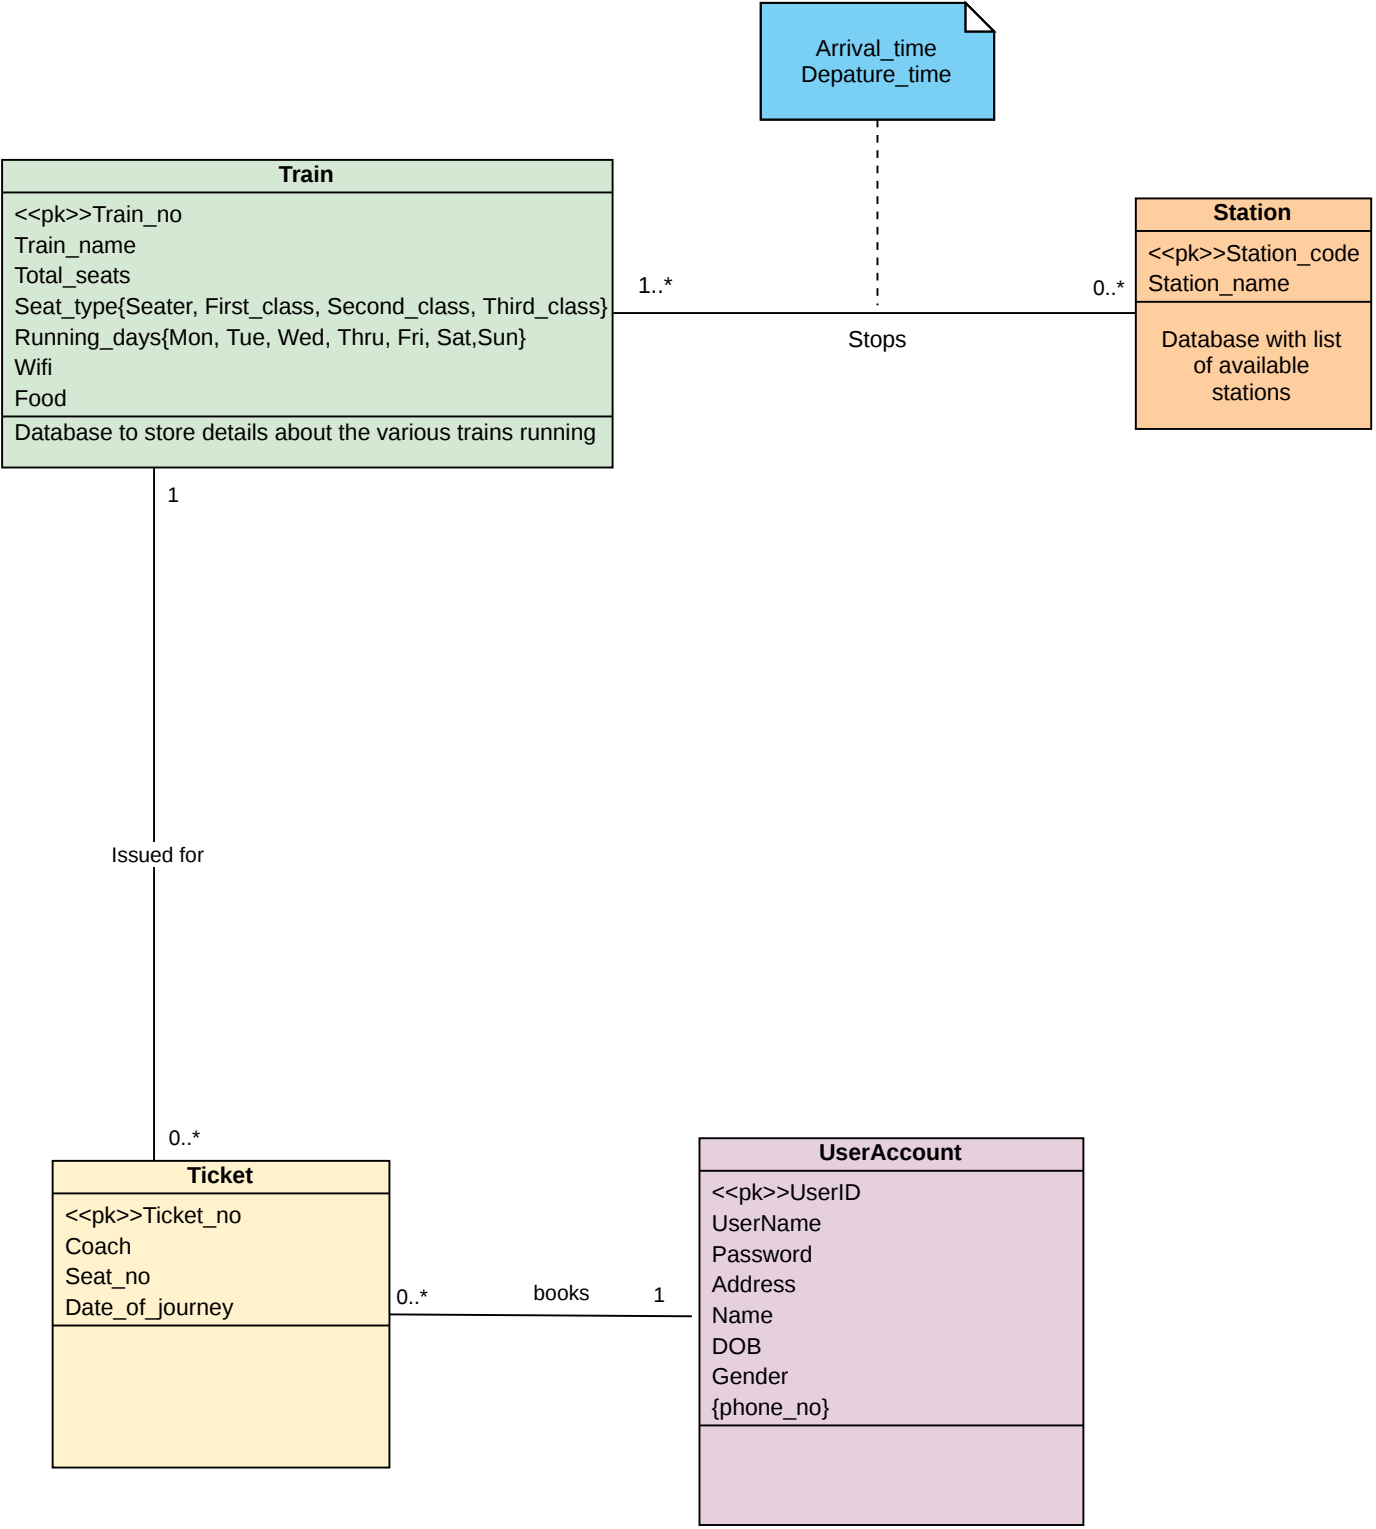 Arrival_time
Depature_time
Train
<<pk>>Train_no
Train_name
Total_seats
Seat_type{Seater, First_class, Second_class, Third_class}
Running_days{Mon, Tue, Wed, Thru, Fri, Sat,Sun}
Wifi
Food
Database to store details about the various trains running
1..*
0..*
Stops
Station
<<pk>>Station_code
Station_name
Database with list
of available
stations
1
Issued for
0..*
Ticket
<<pk>>Ticket_no
Coach
Seat_no
Date_of_journey
0..*
books
1
UserAccount
<<pk>>UserID
UserName
Password
Address
Name
DOB
Gender
{phone_no}